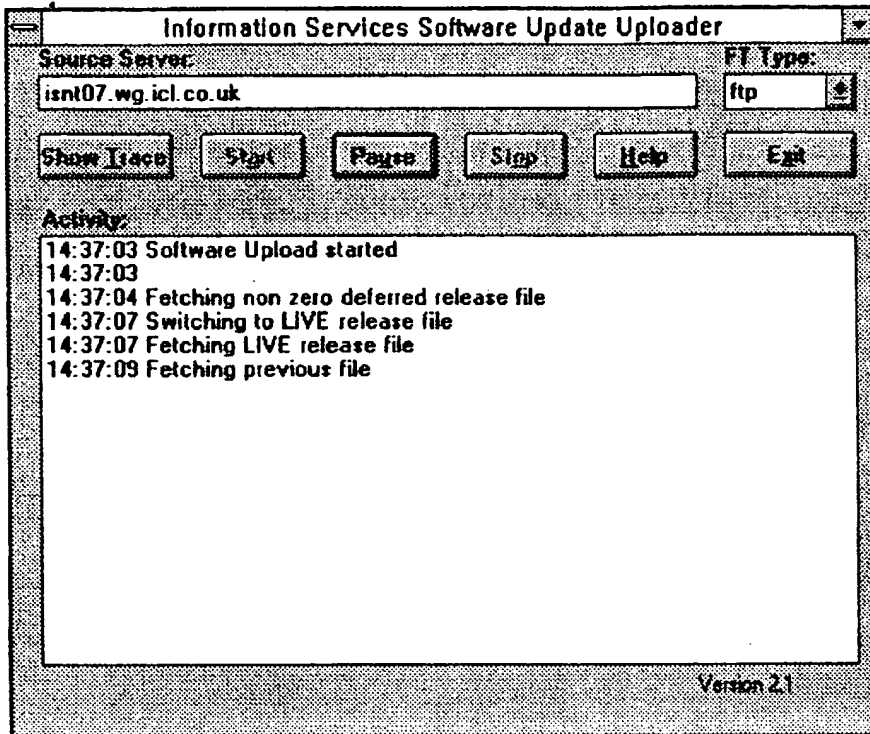 Information Services Software Update Uploader
Source Server:
FT Type:
isnt07.wg.icl.co.uk
ftp
Show Trace
Start
Pause
Stop
Help
Exit
Activity:
14:37:03 Software Upload started
14:37:03
14:37:04 Fetching non zero deferred release file
14:37:07 Switching to LIVE release file
14:37:07 Fetching LIVE release file
14:37:09 Fetching previous file
Version 2.1